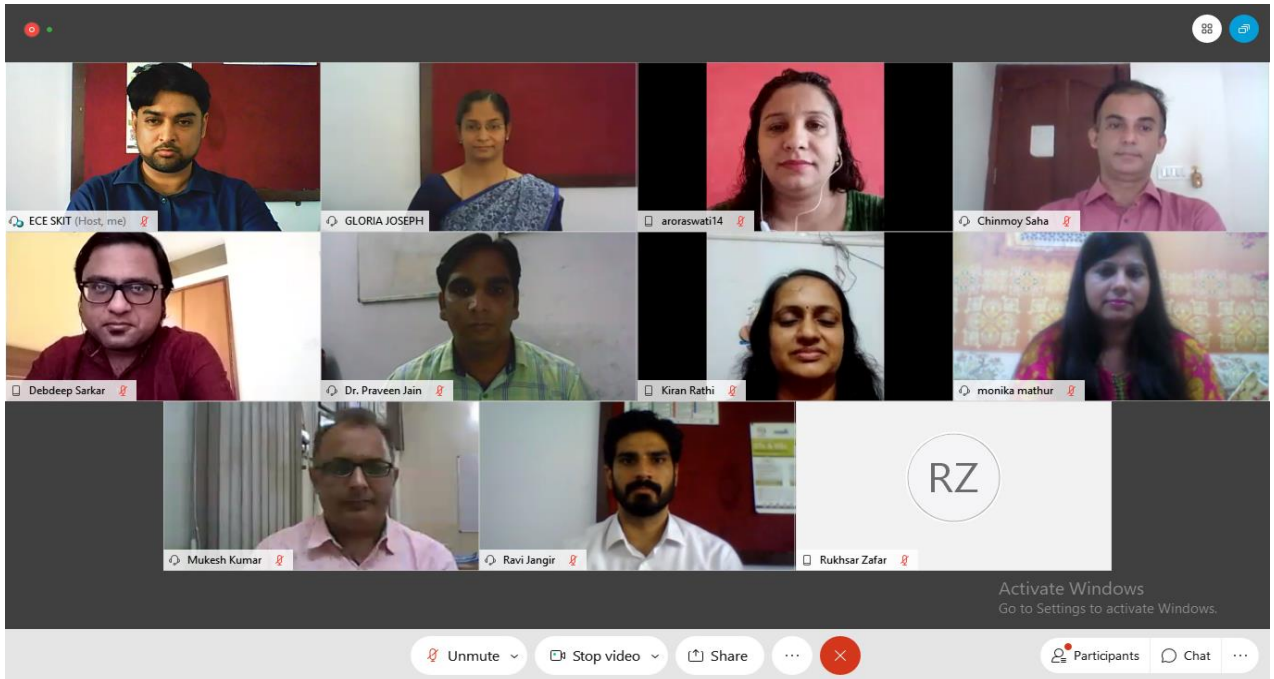 ECE SKIT (Host, me)
GLORIA JOSEPH
aroraswati14
Chinmoy Saha
Debdeep Sarkar
Dr. Praveen Jain
Kiran Rathi
monika mathur
RZ
Mukesh Kumar
Ravi Jangir
Rukhsar Zafar
Activate Windows
Go to Settings to activate Windows.
Unmute
Stop video
Share
Participants
Chat